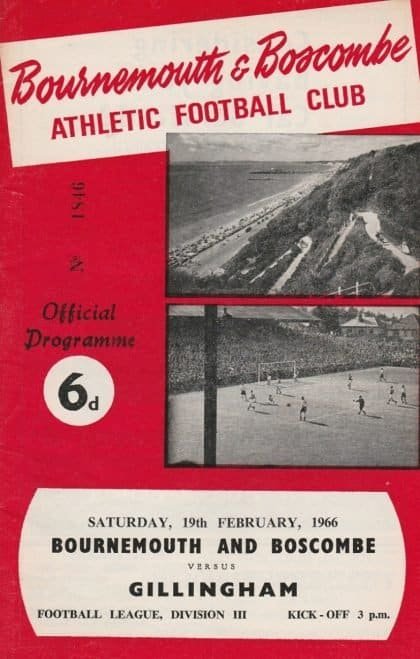 Bournemouth & Boscombe
ATHLETIC FOOTBALL CLUB
Nº 1846
Official
Programme
6d
SATURDAY, 19th FEBRUARY, 1966
BOURNEMOUTH AND BOSCOMBE
VERSUS
GILLINGHAM
FOOTBALL LEAGUE, DIVISION III KICK-OFF 3 p.m.